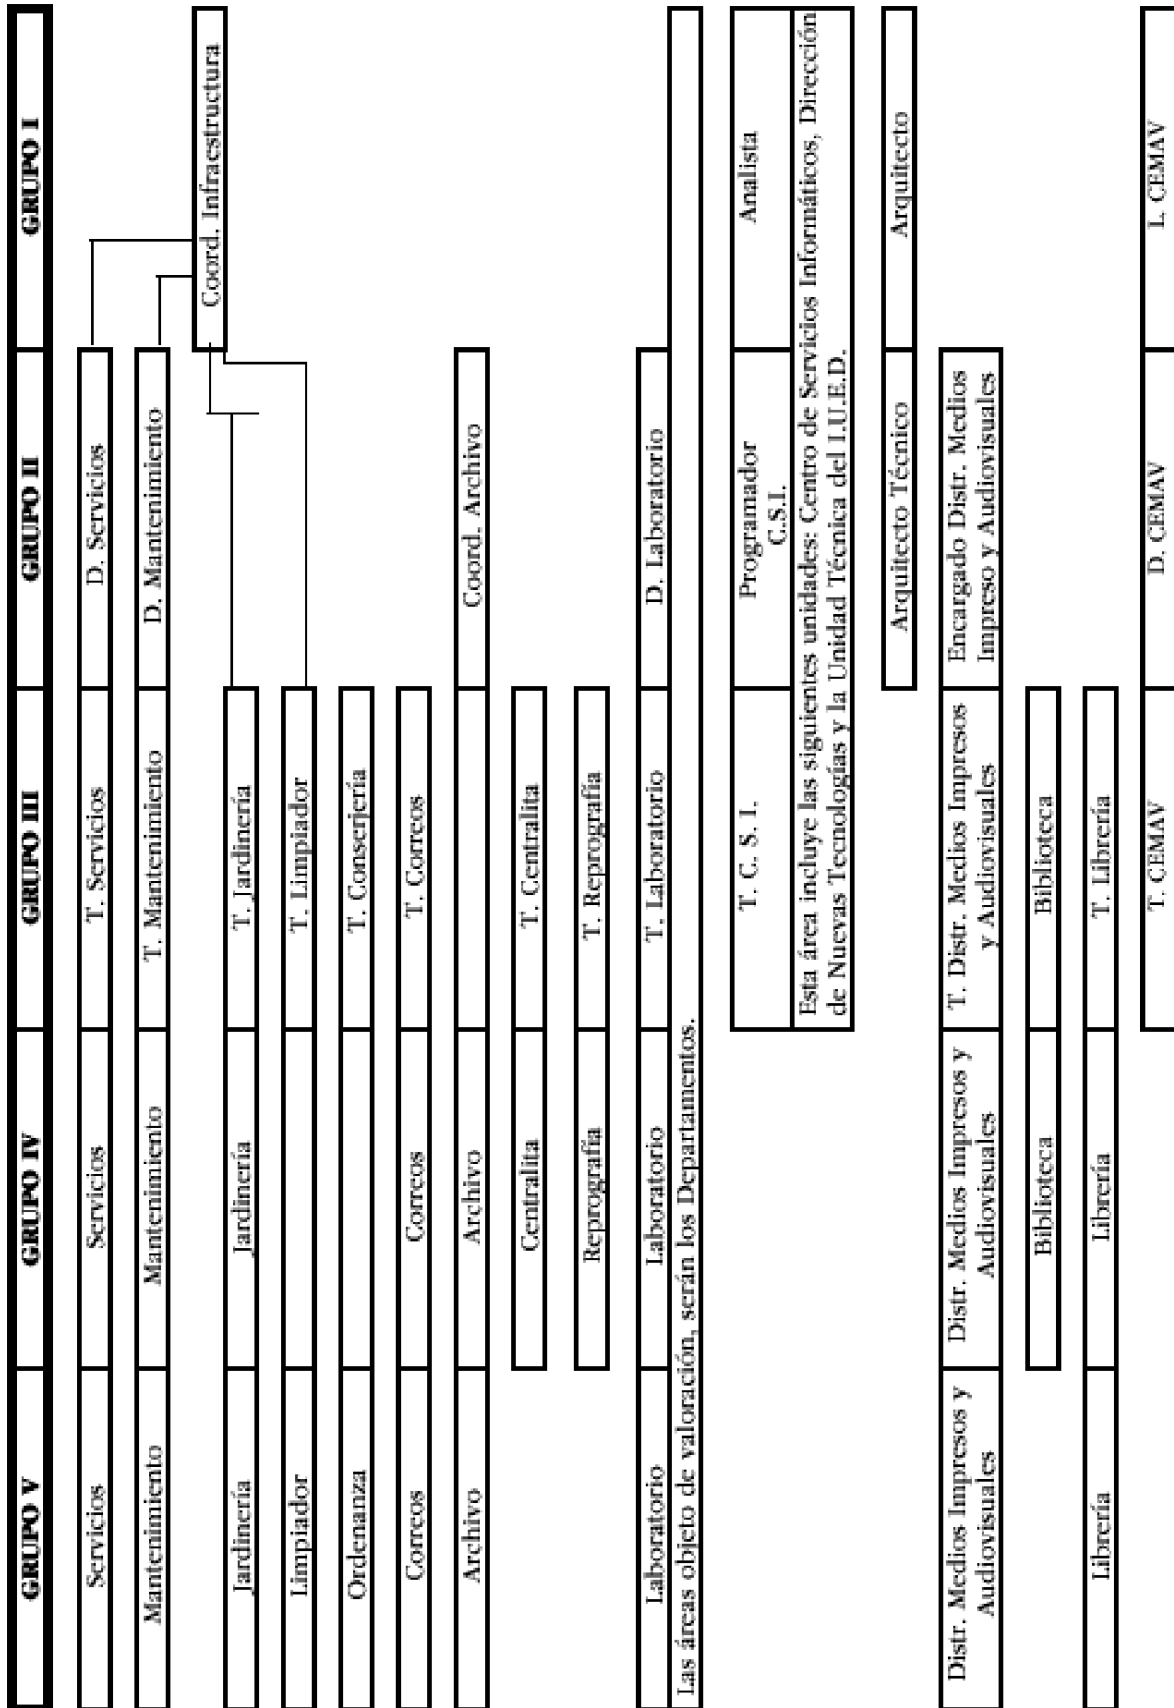 GRUPO V GRUPO IV GRUPO III GRUPO II GRUPO I
Servicios Servicios T. Servicios D. Servicios
Mantenimiento Mantenimiento T. Mantenimiento D. Mantenimiento
Coord. Infraestructura
Jardinería Jardinería T. Jardinería
Limpiador T. Limpiador
Ordenanza T. Conserjería
Correos Correos T. Correos
Archivo Archivo Coord. Archivo
Centralita T. Centralita
Reprografía T. Reprografía
Laboratorio Laboratorio T. Laboratorio D. Laboratorio
Las áreas objeto de valoración, serán los Departamentos.
T. C. S. I. Programador Analista
C.S.I.
Esta área incluye las siguientes unidades: Centro de Servicios Informáticos, Dirección
de Nuevas Tecnologías y la Unidad Técnica del I.U.E.D.
Arquitecto Técnico Arquitecto
Distr. Medios Impresos y Distr. Medios Impresos y T. Distr. Medios Impresos Encargado Distr. Medios
Audiovisuales Audiovisuales y Audiovisuales Impreso y Audiovisuales
Biblioteca Biblioteca
Librería Librería T. Librería
T. CEMAV D. CEMAV L. CEMAV